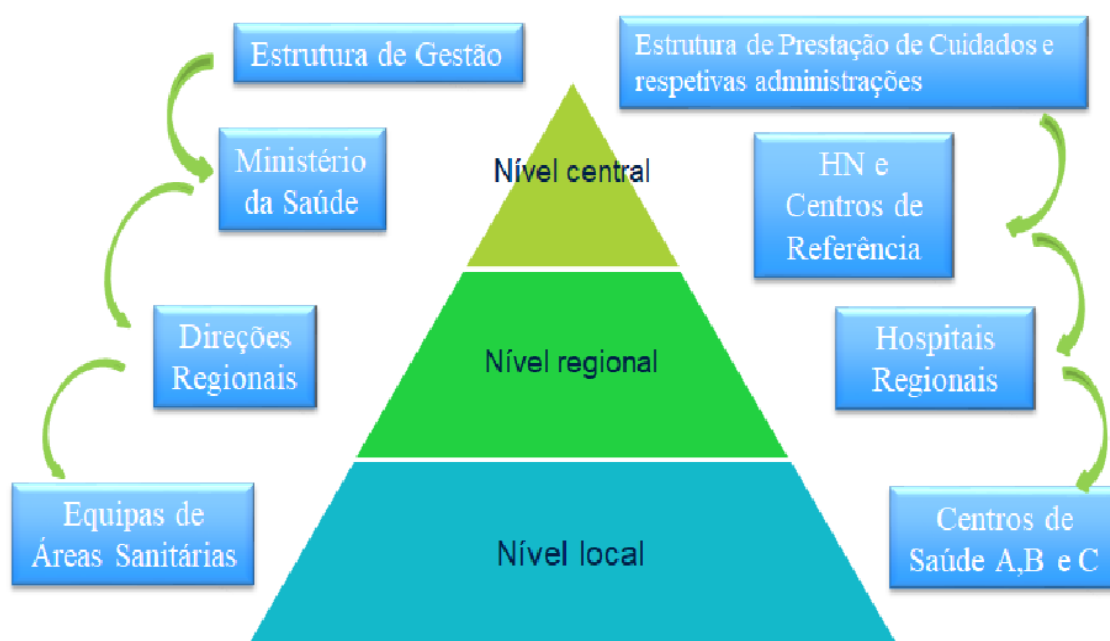 Estrutura de Gestão
Estrutura de Prestação de Cuidados e
respetivas administrações
Ministério
da Saúde
Nível central
HN e
Centros de
Referência
Direções
Regionais
Nível regional
Hospitais
Regionais
Equipas de
Áreas Sanitárias
Nível local
Centros de
Saúde A,B e C